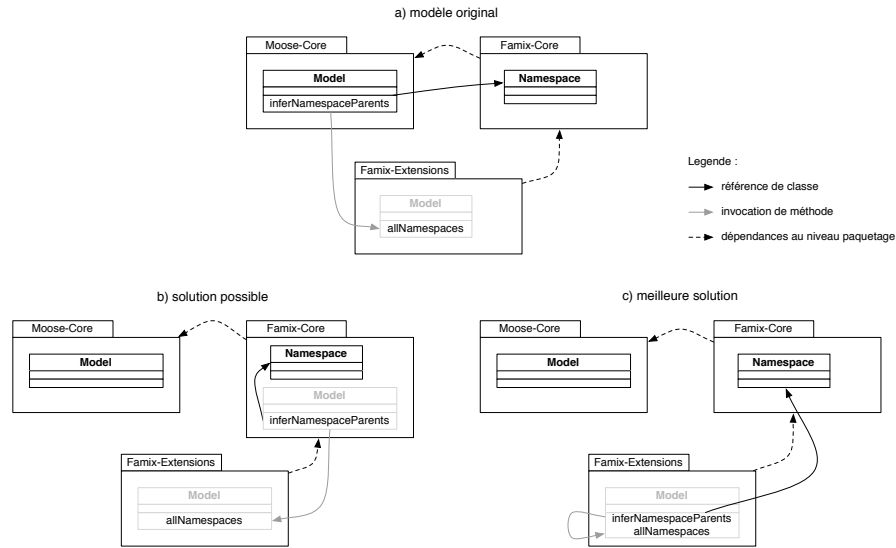 a) modèle original
Moose-Core
Famix-Core
Model
Namespace
inferNamespaceParents
Famix-Extensions
Model
allNamespaces
Legende :
référence de classe
invocation de méthode
dépendances au niveau paquetage
b) solution possible
c) meilleure solution
Moose-Core
Famix-Core
Model
Namespace
Model
inferNamespaceParents
Famix-Extensions
Model
allNamespaces
Moose-Core
Famix-Core
Model
Namespace
Famix-Extensions
Model
inferNamespaceParents
allNamespaces